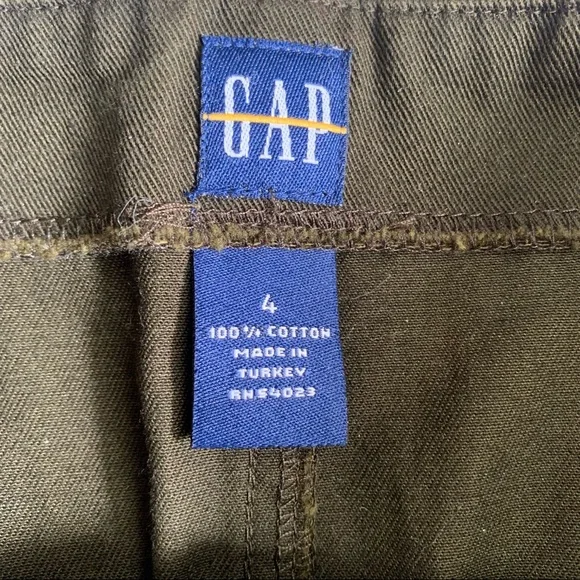 GAP
4
100% COTTON
MADE IN
TURKEY
RN54023